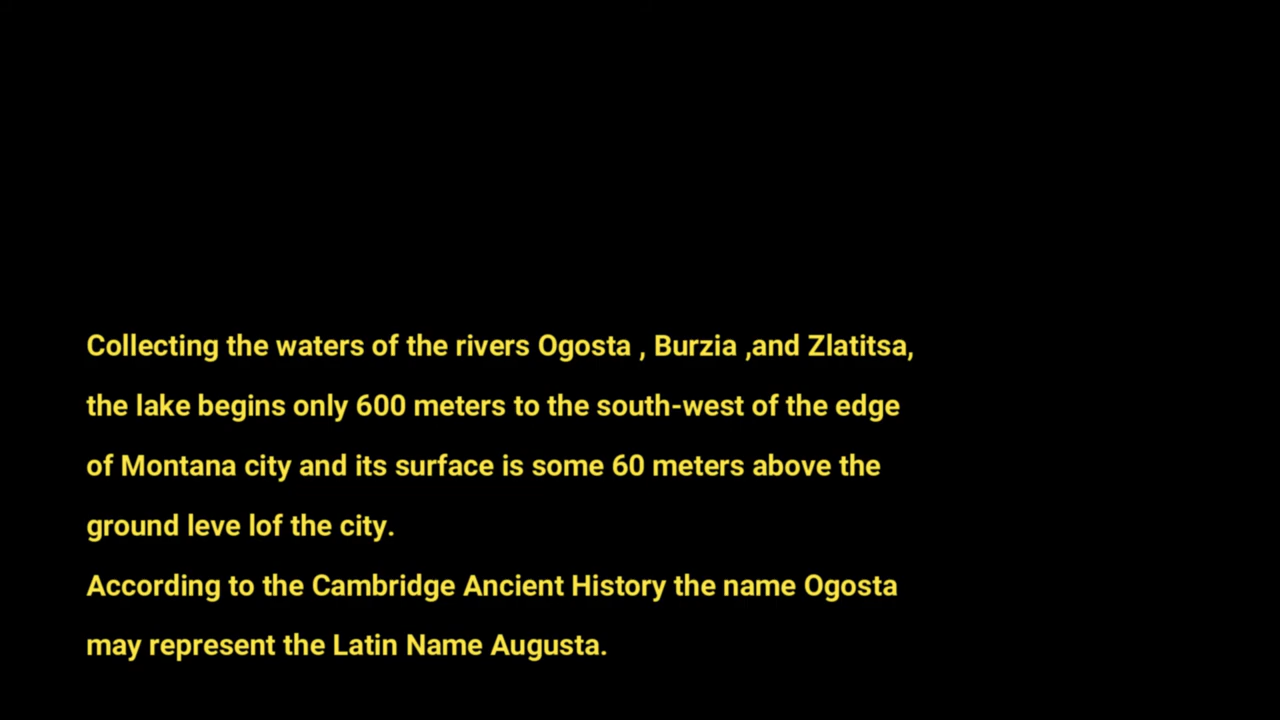 Collecting the waters of the rivers Ogosta , Burzia ,and Zlatitsa,
the lake begins only 600 meters to the south-west of the edge
of Montana city and its surface is some 60 meters above the
ground leve lof the city.
According to the Cambridge Ancient History the name Ogosta
may represent the Latin Name Augusta.